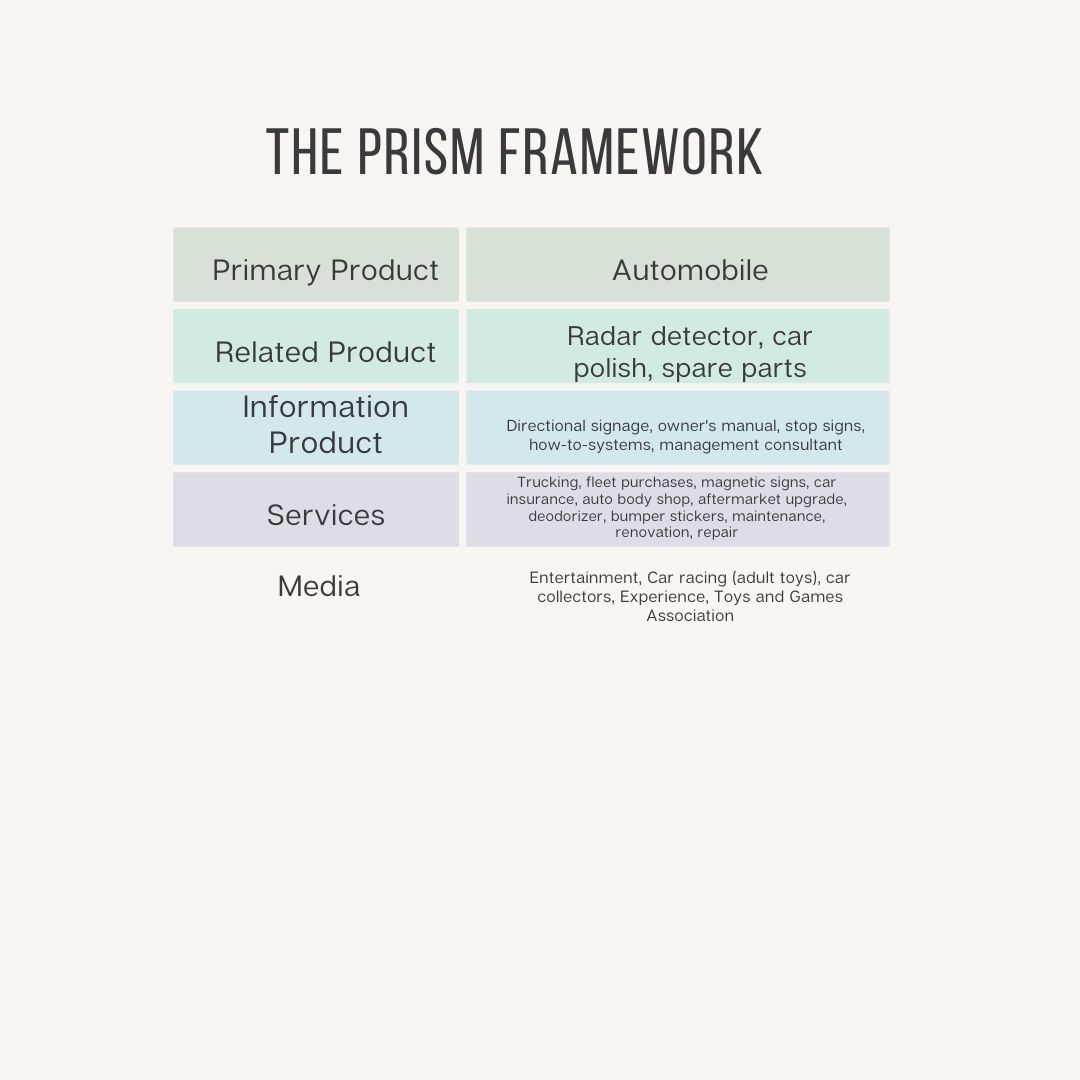 THE PRISM FRAMEWORK
Primary Product
Automobile
Related Product
Radar detector, car
polish, spare parts
Information
Product
Directional signage, owner's manual, stop signs,
how-to-systems, management consultant
Services
Trucking, fleet purchases, magnetic signs, car
insurance, auto body shop, aftermarket upgrade,
deodorizer, bumper stickers, maintenance,
renovation, repair
Media
Entertainment, Car racing (adult toys), car
collectors, Experience, Toys and Games
Association